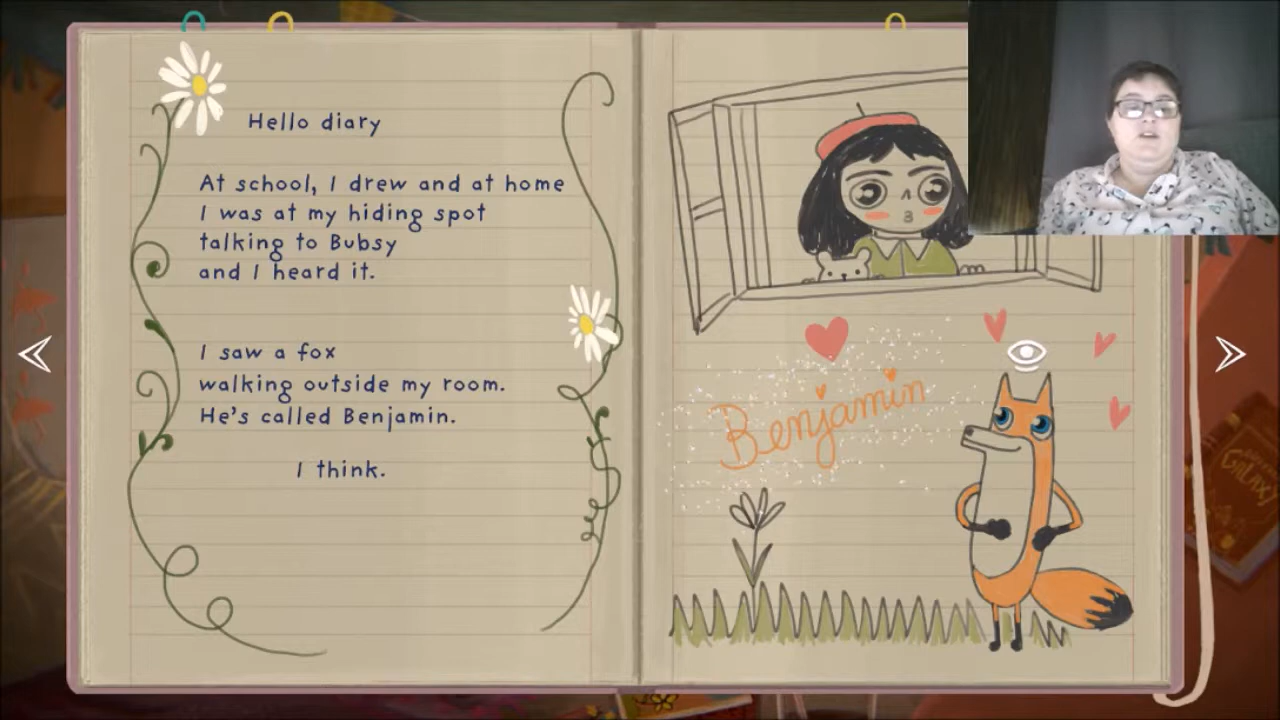 Hello diary
At school, I drew and at home
I was at my hiding spot
talking to Bubsy
and I heard it.
I saw a fox
walking outside my room.
He's called Benjamin.
I think.
Benjamin
GALAXY